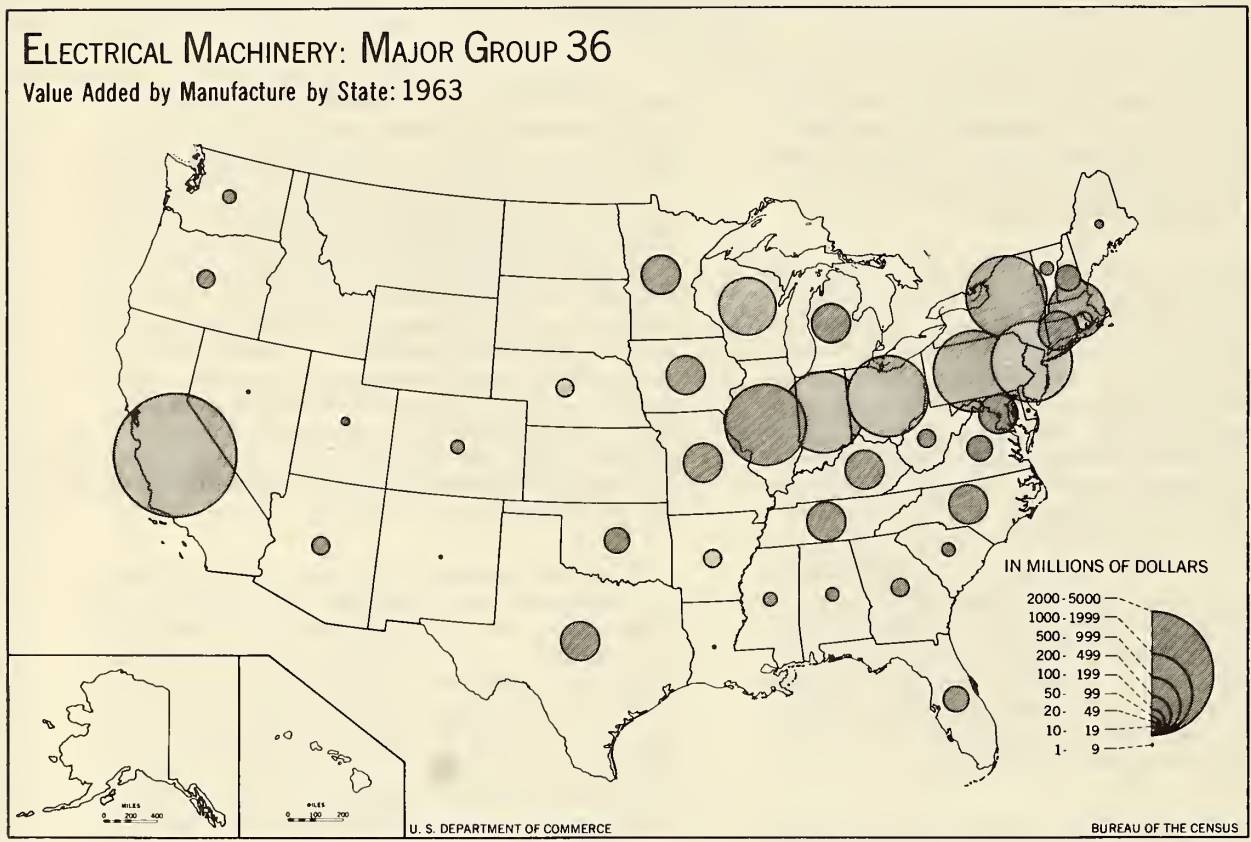 ELECTRICAL MACHINERY: MAJOR GROUP 36
Value Added by Manufacture by State: 1963
IN MILLIONS OF DOLLARS
2000-5000
1000-1999
500- 999
200- 499
100- 199
50- 99
20- 49
10- 19
1- 9
MILES
0 200 400
MILES
0 100 200
U. S. DEPARTMENT OF COMMERCE
BUREAU OF THE CENSUS